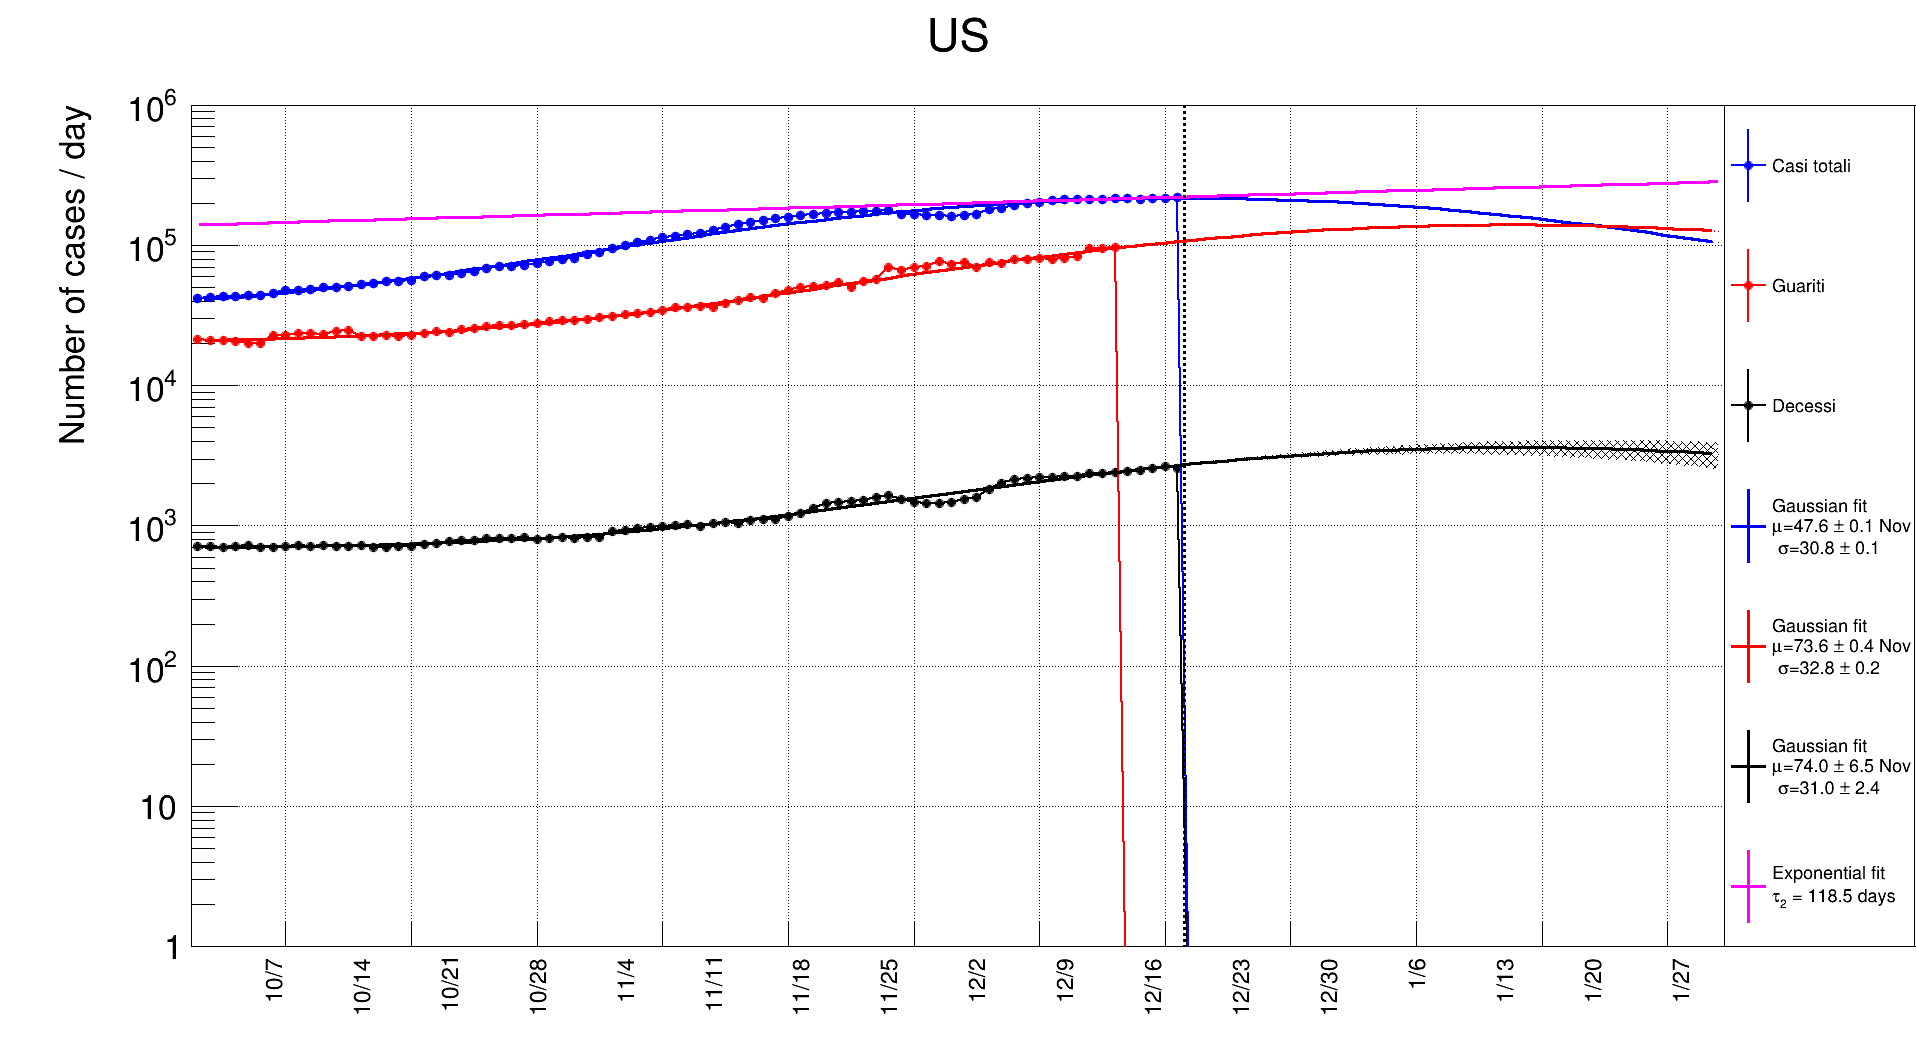 US
Number of cases / day
10^6
10^5
10^4
10^3
10^2
10
1
10/7
10/14
10/21
10/28
11/4
11/11
11/18
11/25
12/2
12/9
12/16
12/23
12/30
1/6
1/13
1/20
1/27
Casi totali
Guariti
Decessi
Gaussian fit
μ=47.6 ± 0.1 Nov
σ=30.8 ± 0.1
Gaussian fit
μ=73.6 ± 0.4 Nov
σ=32.8 ± 0.2
Gaussian fit
μ=74.0 ± 6.5 Nov
σ=31.0 ± 2.4
Exponential fit
τ₂ = 118.5 days